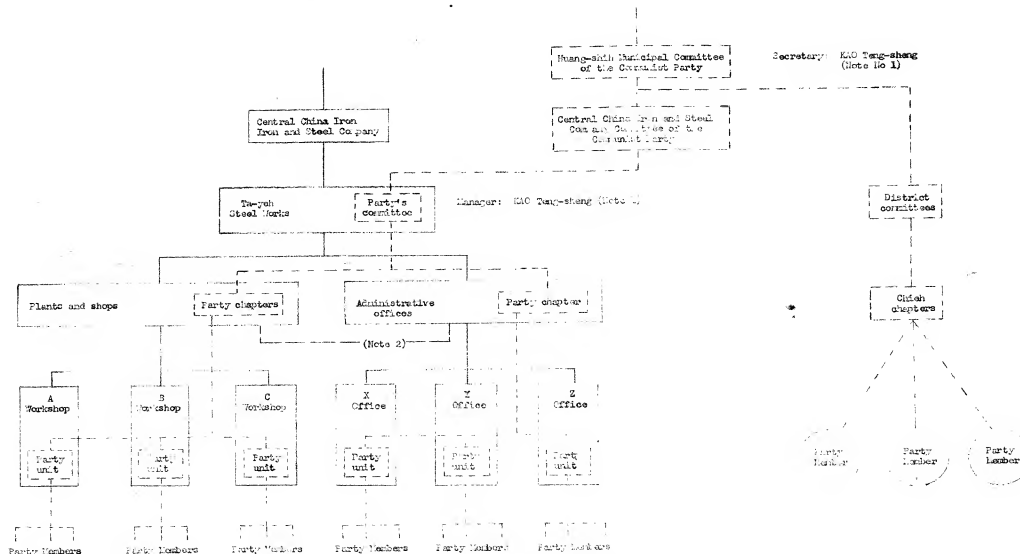 Huang-shih Municipal Committee
of the Communist Party
Secretary: KAO Teng-sheng
(Note No 1)
Central China Iron
Iron and Steel Company
Central China Iron and Steel
Company Committee of the
Communist Party
Ta-yeh
Steel Works
Party's
committee
Manager: KAO Teng-sheng (Note
District
committees
Plants and shops
Party chapters
Administrative
offices
Party chapter
Chieh
chapters
(Note 2)
A
Workshop
B
Workshop
C
Workshop
X
Office
Y
Office
Z
Office
Party
unit
Party
unit
Party
unit
Party
unit
Party
unit
Party
unit
Party
Member
Party
Member
Party
Member
Party Members
Party Members
Party Members
Party Members
Party Members
Party Members